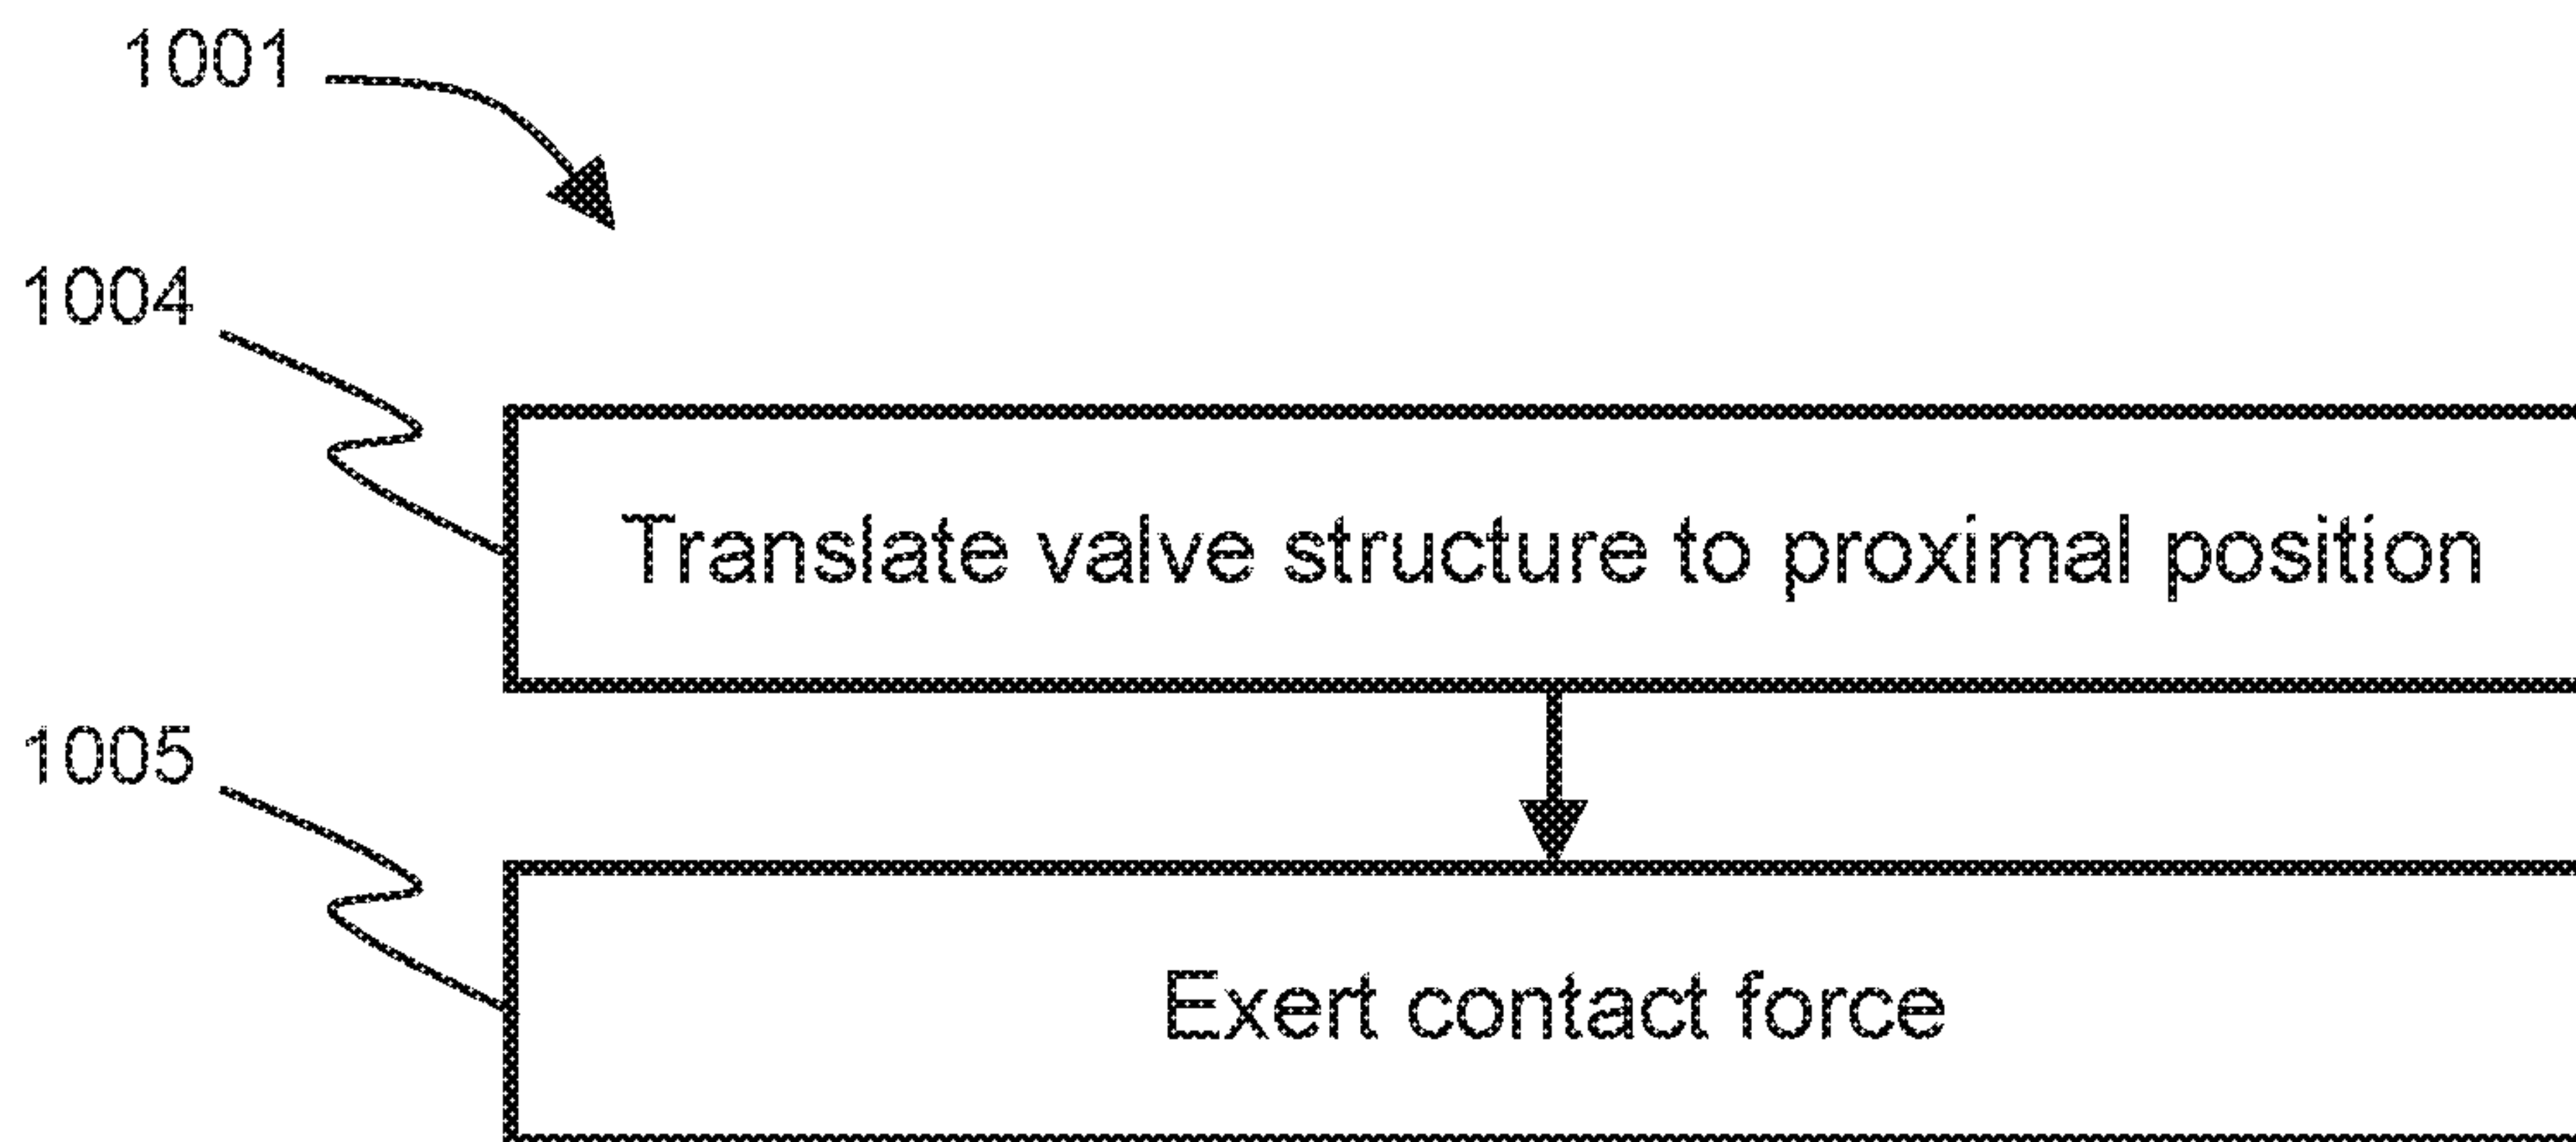 1001
1004
Translate valve structure to proximal position
1005
Exert contact force